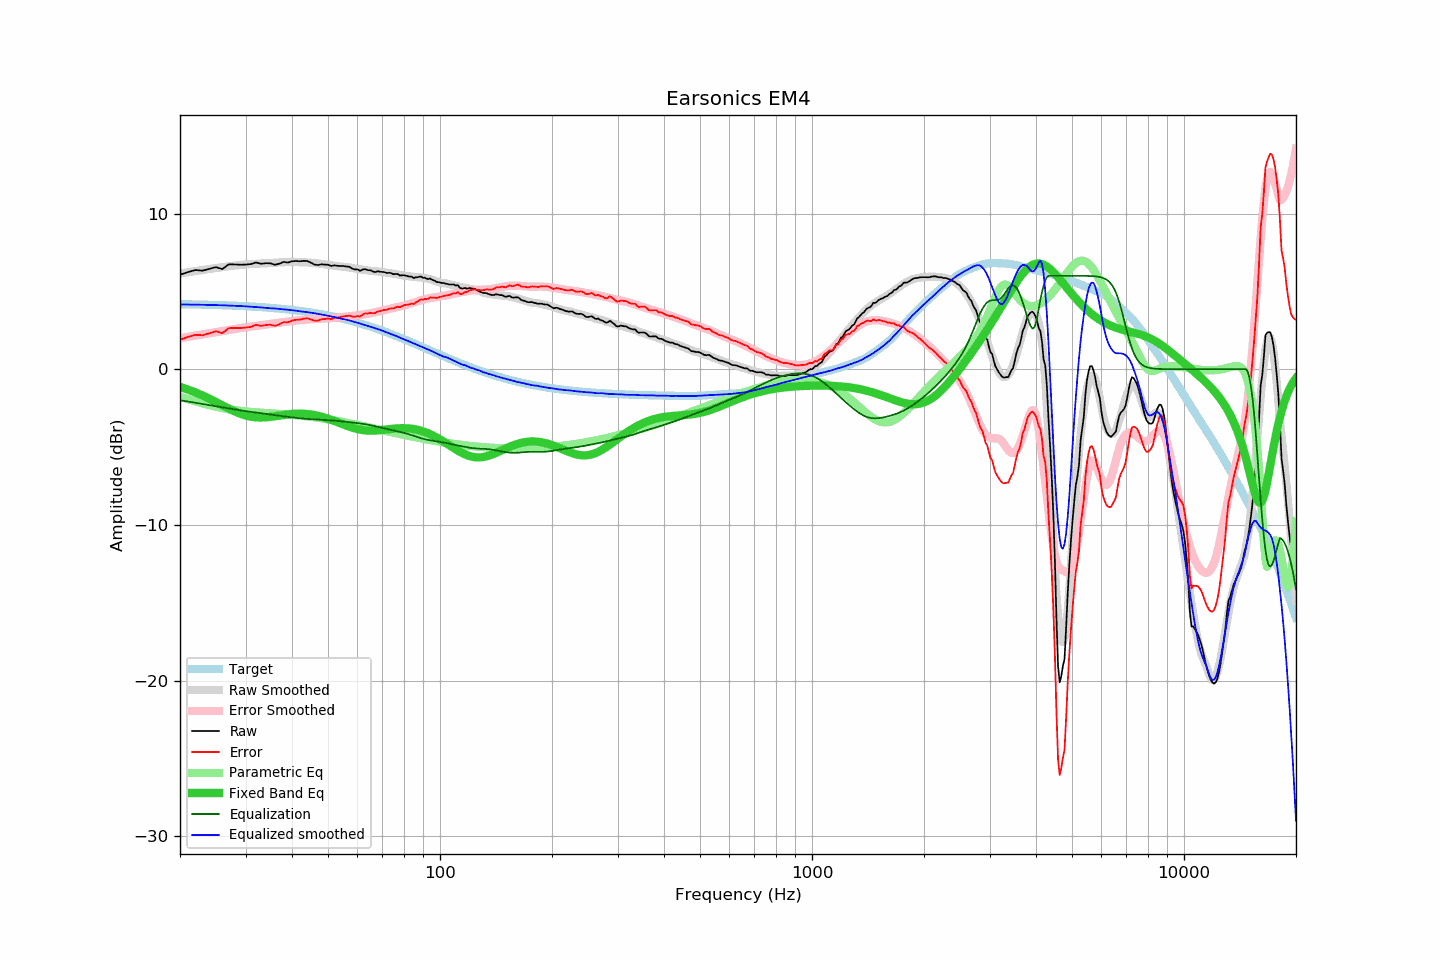 Earsonics EM4
Amplitude (dBr)
10
0
−10
−20
−30
Target
Raw Smoothed
Error Smoothed
Raw
Error
Parametric Eq
Fixed Band Eq
Equalization
Equalized smoothed
100
1000
10000
Frequency (Hz)